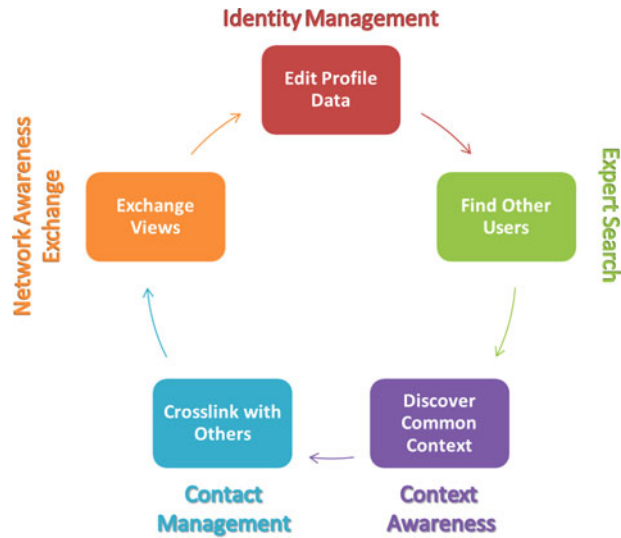 Identity Management
Edit Profile
Data
Expert Search
Find Other
Users
Discover
Common
Context
Context
Awareness
Crosslink with
Others
Contact
Management
Exchange
Views
Network Awareness
Exchange